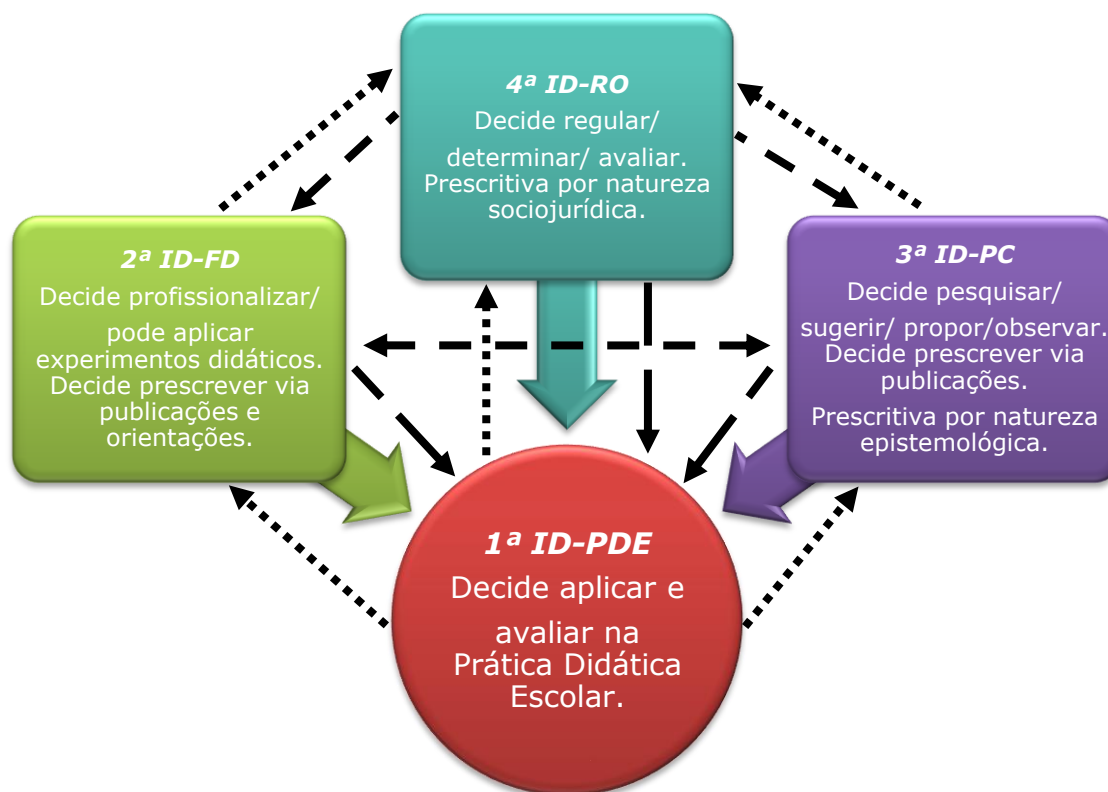 4ª ID-RO
Decide regular/
determinar/ avaliar.
Prescritiva por natureza
sociojurídica.
2ª ID-FD
Decide profissionalizar/
pode aplicar
experimentos didáticos.
Decide prescrever via
publicações e
orientações.
3ª ID-PC
Decide pesquisar/
sugerir/ propor/observar.
Decide prescrever via
publicações.
Prescritiva por natureza
epistemológica.
1ª ID-PDE
Decide aplicar e
avaliar na
Prática Didática
Escolar.